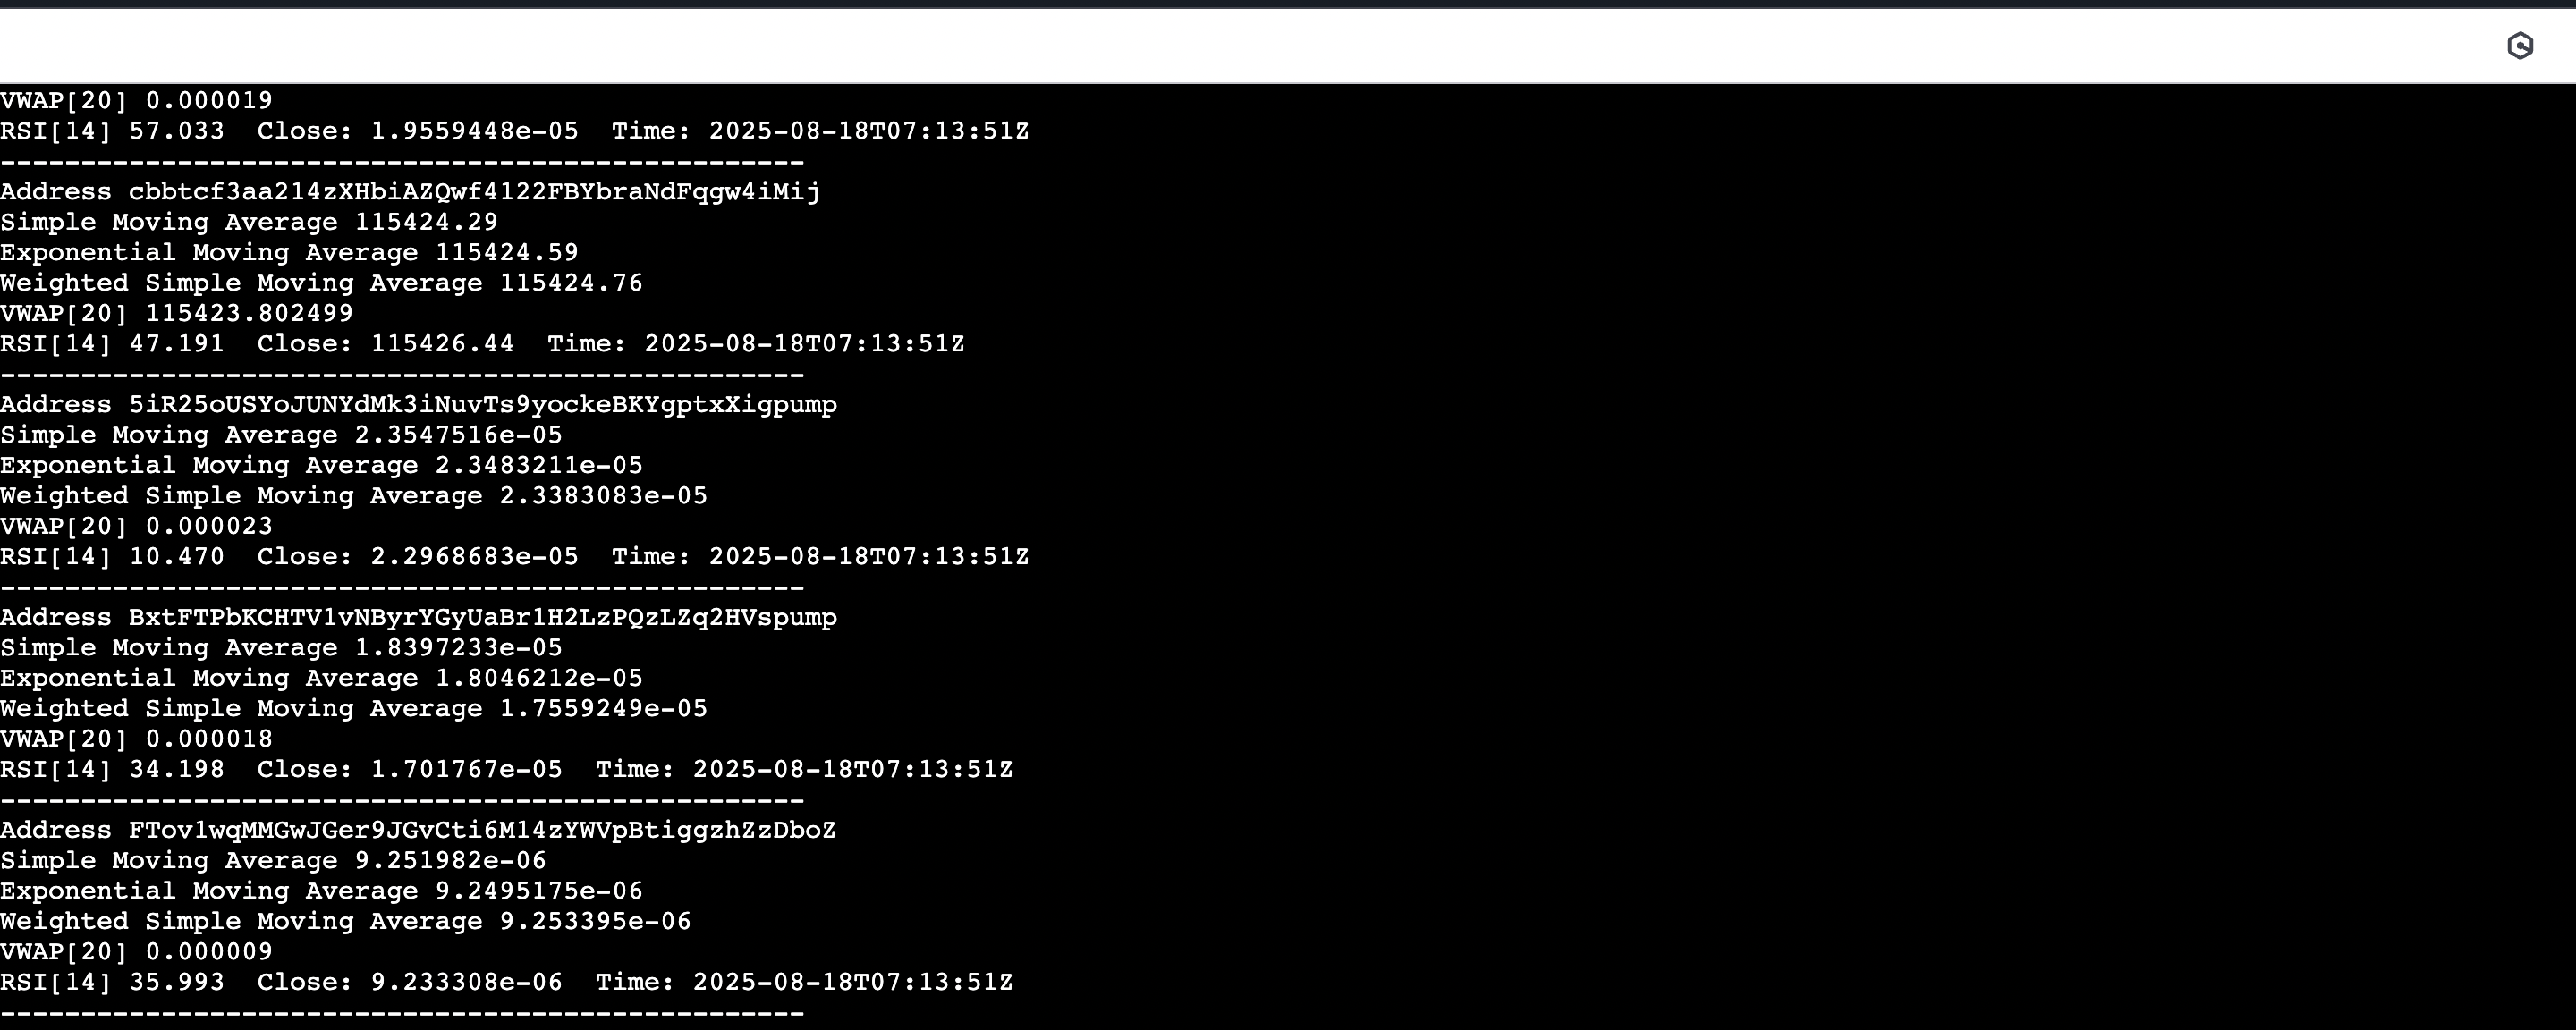 VWAP[20] 0.000019
RSI[14] 57.033  Close: 1.9559448e-05  Time: 2025-08-18T07:13:51Z
--------------------------------------------------
Address cbbtcf3aa214zXHbiAZQwf4122FBYbraNdFqgw4iMij
Simple Moving Average 115424.29
Exponential Moving Average 115424.59
Weighted Simple Moving Average 115424.76
VWAP[20] 115423.802499
RSI[14] 47.191  Close: 115426.44  Time: 2025-08-18T07:13:51Z
--------------------------------------------------
Address 5iR25oUSYoJUNYdMk3iNuvTs9yockeBKYgptxXigpump
Simple Moving Average 2.3547516e-05
Exponential Moving Average 2.3483211e-05
Weighted Simple Moving Average 2.3383083e-05
VWAP[20] 0.000023
RSI[14] 10.470  Close: 2.2968683e-05  Time: 2025-08-18T07:13:51Z
--------------------------------------------------
Address BxtFTPbKCHTV1vNByrYGyUaBr1H2LzPQzLZq2HVspump
Simple Moving Average 1.8397233e-05
Exponential Moving Average 1.8046212e-05
Weighted Simple Moving Average 1.7559249e-05
VWAP[20] 0.000018
RSI[14] 34.198  Close: 1.701767e-05  Time: 2025-08-18T07:13:51Z
--------------------------------------------------
Address FTov1wqMMGwJGer9JGvCti6M14zYWVpBtiggzhZzDboZ
Simple Moving Average 9.251982e-06
Exponential Moving Average 9.2495175e-06
Weighted Simple Moving Average 9.253395e-06
VWAP[20] 0.000009
RSI[14] 35.993  Close: 9.233308e-06  Time: 2025-08-18T07:13:51Z
--------------------------------------------------